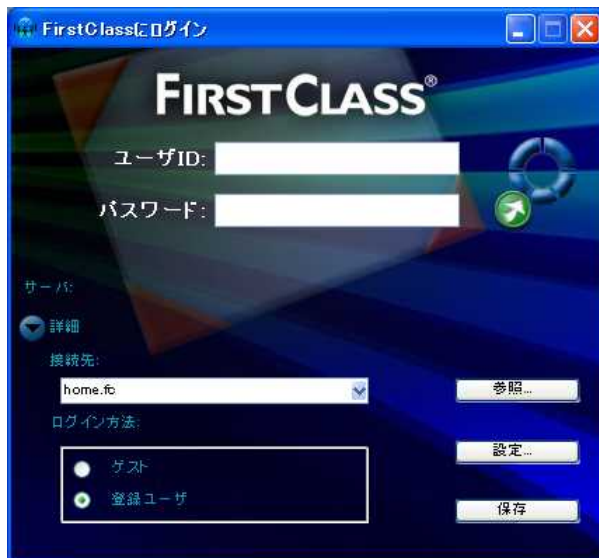 FirstClassにログイン
FIRSTCLASS®
ユーザID:
パスワード:
サーバ:
詳細
接続先:
home.fc
参照...
ログイン方法:
設定...
ゲスト
登録ユーザ
保存